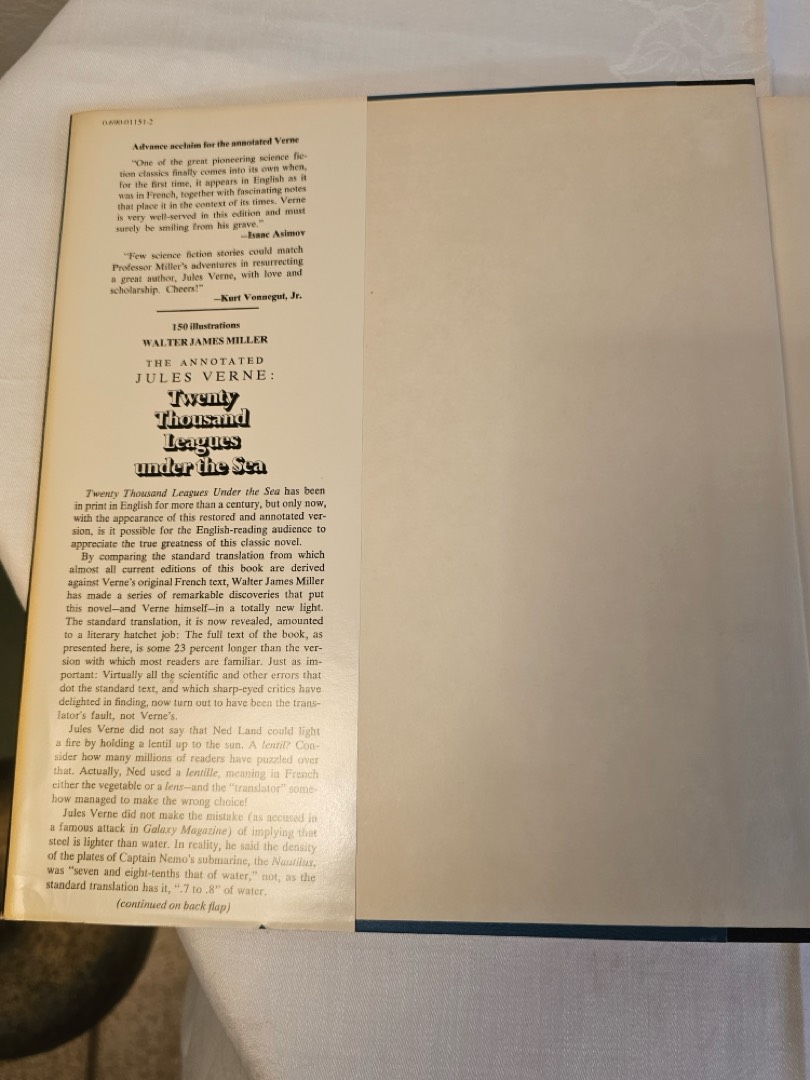 0-690-01151-2
Advance acclaim for the annotated Verne
"One of the great pioneering science fic-
tion classics finally comes into its own when,
for the first time, it appears in English as it
was in French, together with fascinating notes
that place it in the context of its times. Verne
is very well-served in this edition and must
surely be smiling from his grave."
—Isaac Asimov
"Few science fiction stories could match
Professor Miller's adventures in resurrecting
a great author, Jules Verne, with love and
scholarship. Cheers!"
—Kurt Vonnegut, Jr.
150 illustrations
WALTER JAMES MILLER
THE ANNOTATED
JULES VERNE:
Twenty
Thousand
Leagues
under the Sea
Twenty Thousand Leagues Under the Sea has been
in print in English for more than a century, but only now,
with the appearance of this restored and annotated ver-
sion, is it possible for the English-reading audience to
appreciate the true greatness of this classic novel.
By comparing the standard translation from which
almost all current editions of this book are derived
against Verne's original French text, Walter James Miller
has made a series of remarkable discoveries that put
this novel—and Verne himself—in a totally new light.
The standard translation, it is now revealed, amounted
to a literary hatchet job: The full text of the book, as
presented here, is some 23 percent longer than the ver-
sion with which most readers are familiar. Just as im-
portant: Virtually all the scientific and other errors that
dot the standard text, and which sharp-eyed critics have
delighted in finding, now turn out to have been the trans-
lator's fault, not Verne's.
Jules Verne did not say that Ned Land could light
a fire by holding a lentil up to the sun. A lentil? Con-
sider how many millions of readers have puzzled over
that. Actually, Ned used a lentille, meaning in French
either the vegetable or a lens—and the "translator" some-
how managed to make the wrong choice!
Jules Verne did not make the mistake (as accused in
a famous attack in Galaxy Magazine) of implying that
steel is lighter than water. In reality, he said the density
of the plates of Captain Nemo's submarine, the Nautilus,
was "seven and eight-tenths that of water," not, as the
standard translation has it, ".7 to .8" of water.
(continued on back flap)